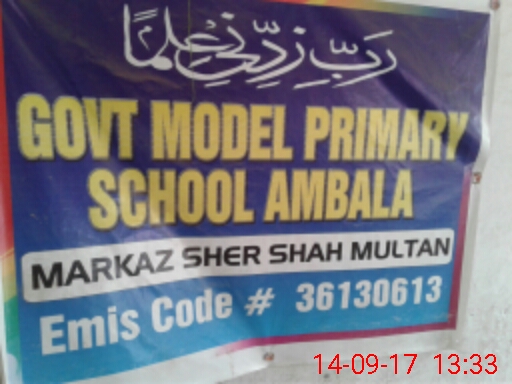 رَبِّ زِدْنِي عِلْمًا
GOVT MODEL PRIMARY
SCHOOL AMBALA
MARKAZ SHER SHAH MULTAN
Emis Code # 36130613
14-09-17 13:33